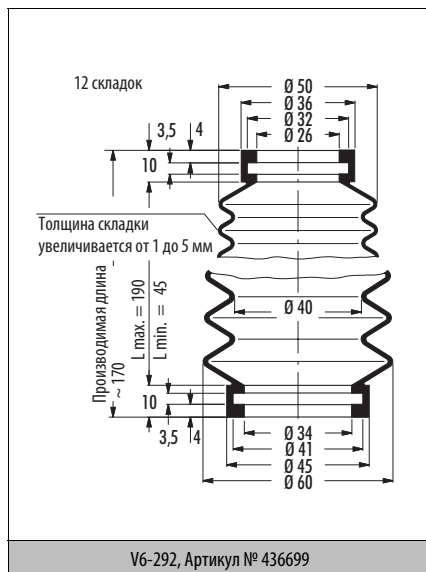 12 складок
Ø 50
Ø 36
Ø 32
Ø 26
3,5
4
10
Толщина складки
увеличивается от 1 до 5 мм
Производимая длина
~ 170
L max. = 190
L min. = 45
Ø 40
10
3,5
4
Ø 34
Ø 41
Ø 45
Ø 60
V6-292, Артикул № 436699